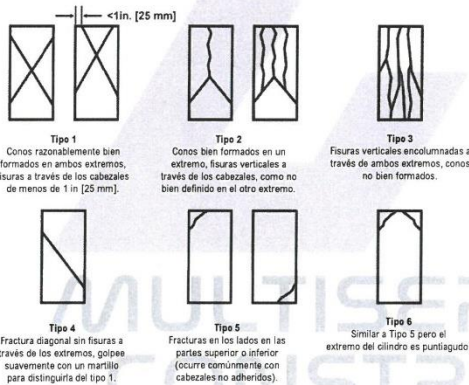 <1in. [25 mm]
Tipo 1
Conos razonablemente bien
formados en ambos extremos,
fisuras a través de los cabezales
de menos de 1 in [25 mm].
Tipo 2
Conos bien formados en un
extremo, fisuras verticales a
través de los cabezales, como no
bien definido en el otro extremo.
Tipo 3
Fisuras verticales encolumnadas a
través de ambos extremos, conos
no bien formados.
Tipo 4
Fractura diagonal sin fisuras a
través de los extremos, golpee
suavemente con un martillo
para distinguirla del tipo 1.
Tipo 5
Fracturas en los lados en las
partes superior o inferior
(ocurre comúnmente con
cabezales no adheridos).
Tipo 6
Similar a Tipo 5 pero el
extremo del cilindro es puntiagudo
MULTISE